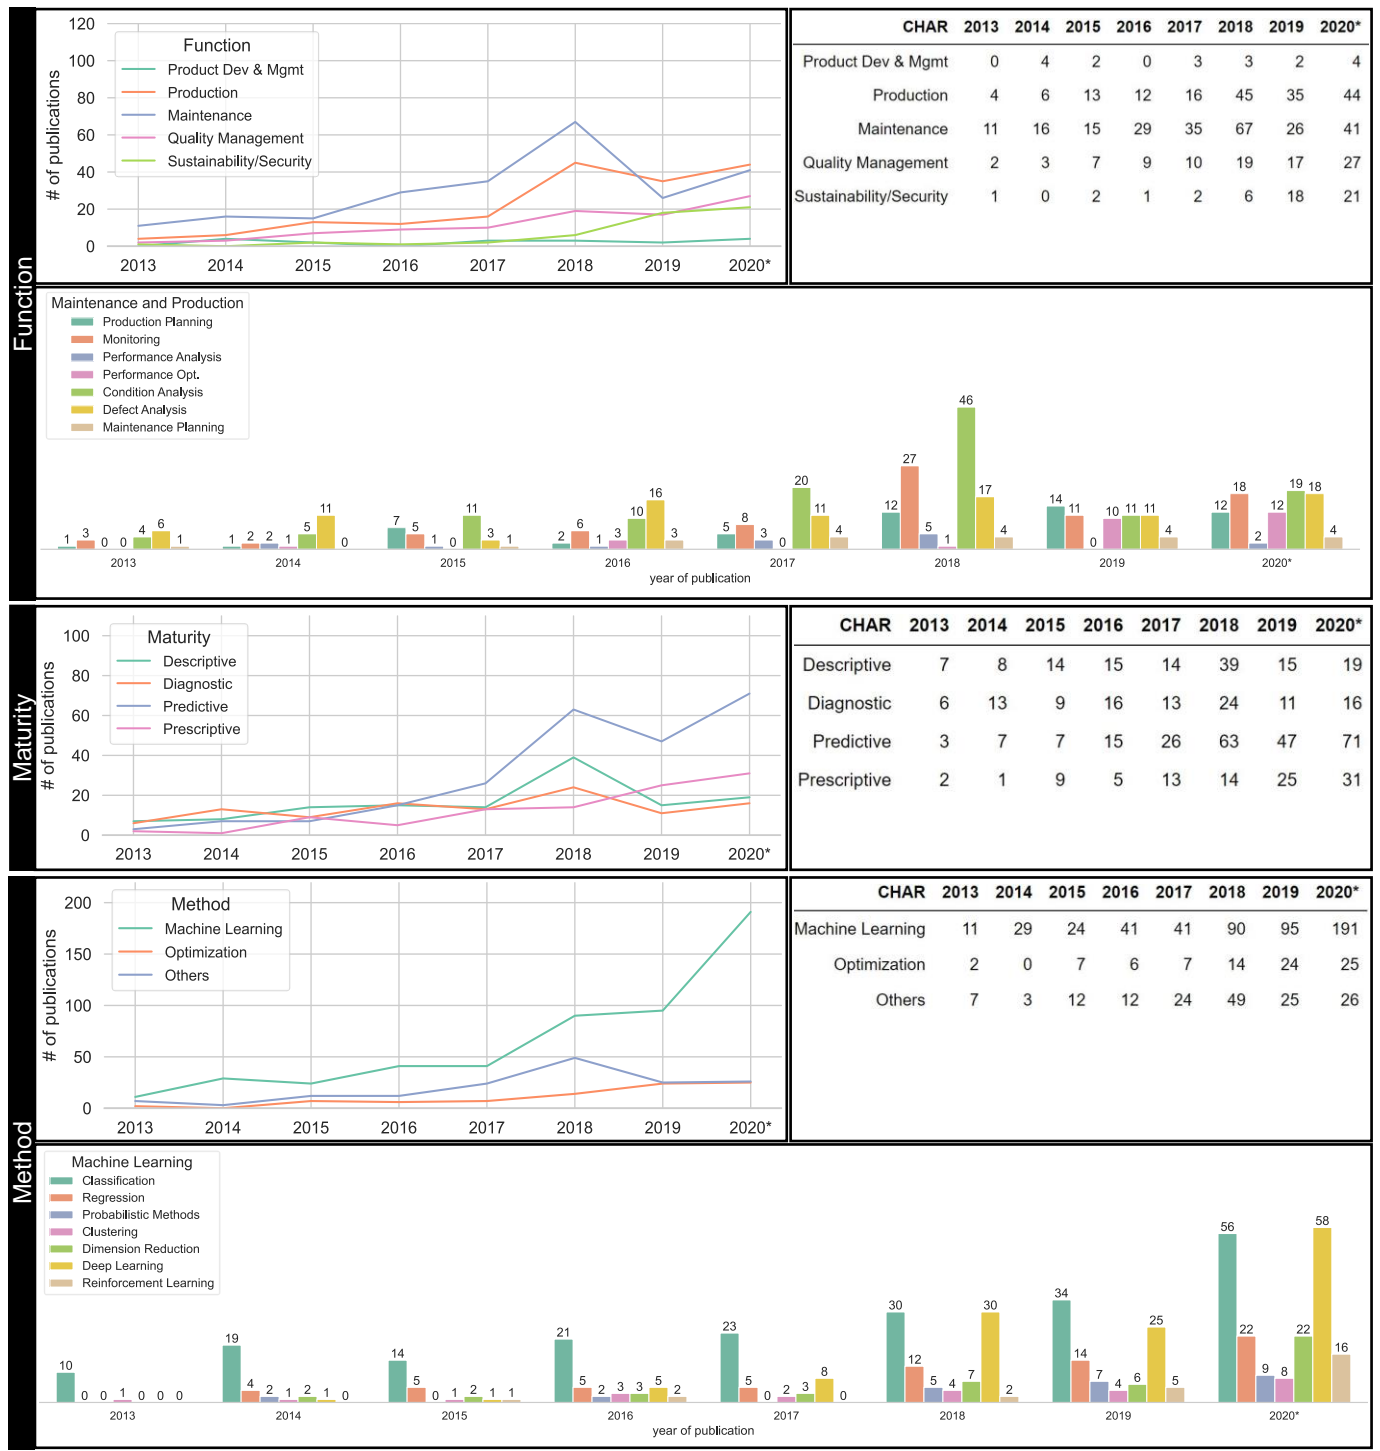 Function
120
100
80
60
40
20
0
# of publications
Function
Product Dev & Mgmt
Production
Maintenance
Quality Management
Sustainability/Security
2013 2014 2015 2016 2017 2018 2019 2020*
CHAR 2013 2014 2015 2016 2017 2018 2019 2020*
Product Dev & Mgmt 0 4 2 0 3 3 2 4
Production 4 6 13 12 16 45 35 44
Maintenance 11 16 15 29 35 67 26 41
Quality Management 2 3 7 9 10 19 17 27
Sustainability/Security 1 0 2 1 2 6 18 21
Maintenance and Production
Production Planning
Monitoring
Performance Analysis
Performance Opt.
Condition Analysis
Defect Analysis
Maintenance Planning
1 3 0 0 4 6 1
1 2 2 1 5 11 0
7 5 1 0 11 3 1
2 6 1 3 10 16 3
5 8 3 0 20 11 4
12 27 5 1 46 17 4
14 11 0 10 11 11 4
12 18 2 12 19 18 4
2013 2014 2015 2016 2017 2018 2019 2020*
year of publication
Maturity
100
80
60
40
20
0
# of publications
Maturity
Descriptive
Diagnostic
Predictive
Prescriptive
2013 2014 2015 2016 2017 2018 2019 2020*
CHAR 2013 2014 2015 2016 2017 2018 2019 2020*
Descriptive 7 8 14 15 14 39 15 19
Diagnostic 6 13 9 16 13 24 11 16
Predictive 3 7 7 15 26 63 47 71
Prescriptive 2 1 9 5 13 14 25 31
Method
200
150
100
50
0
# of publications
Method
Machine Learning
Optimization
Others
2013 2014 2015 2016 2017 2018 2019 2020*
CHAR 2013 2014 2015 2016 2017 2018 2019 2020*
Machine Learning 11 29 24 41 41 90 95 191
Optimization 2 0 7 6 7 14 24 25
Others 7 3 12 12 24 49 25 26
Machine Learning
Classification
Regression
Probabilistic Methods
Clustering
Dimension Reduction
Deep Learning
Reinforcement Learning
10 0 0 1 0 0 0
19 4 2 1 2 1 0
14 5 0 1 2 1 1
21 5 2 3 3 5 2
23 5 0 2 3 8 0
30 12 5 4 7 30 2
34 14 7 4 6 25 5
56 22 9 8 22 58 16
2013 2014 2015 2016 2017 2018 2019 2020*
year of publication